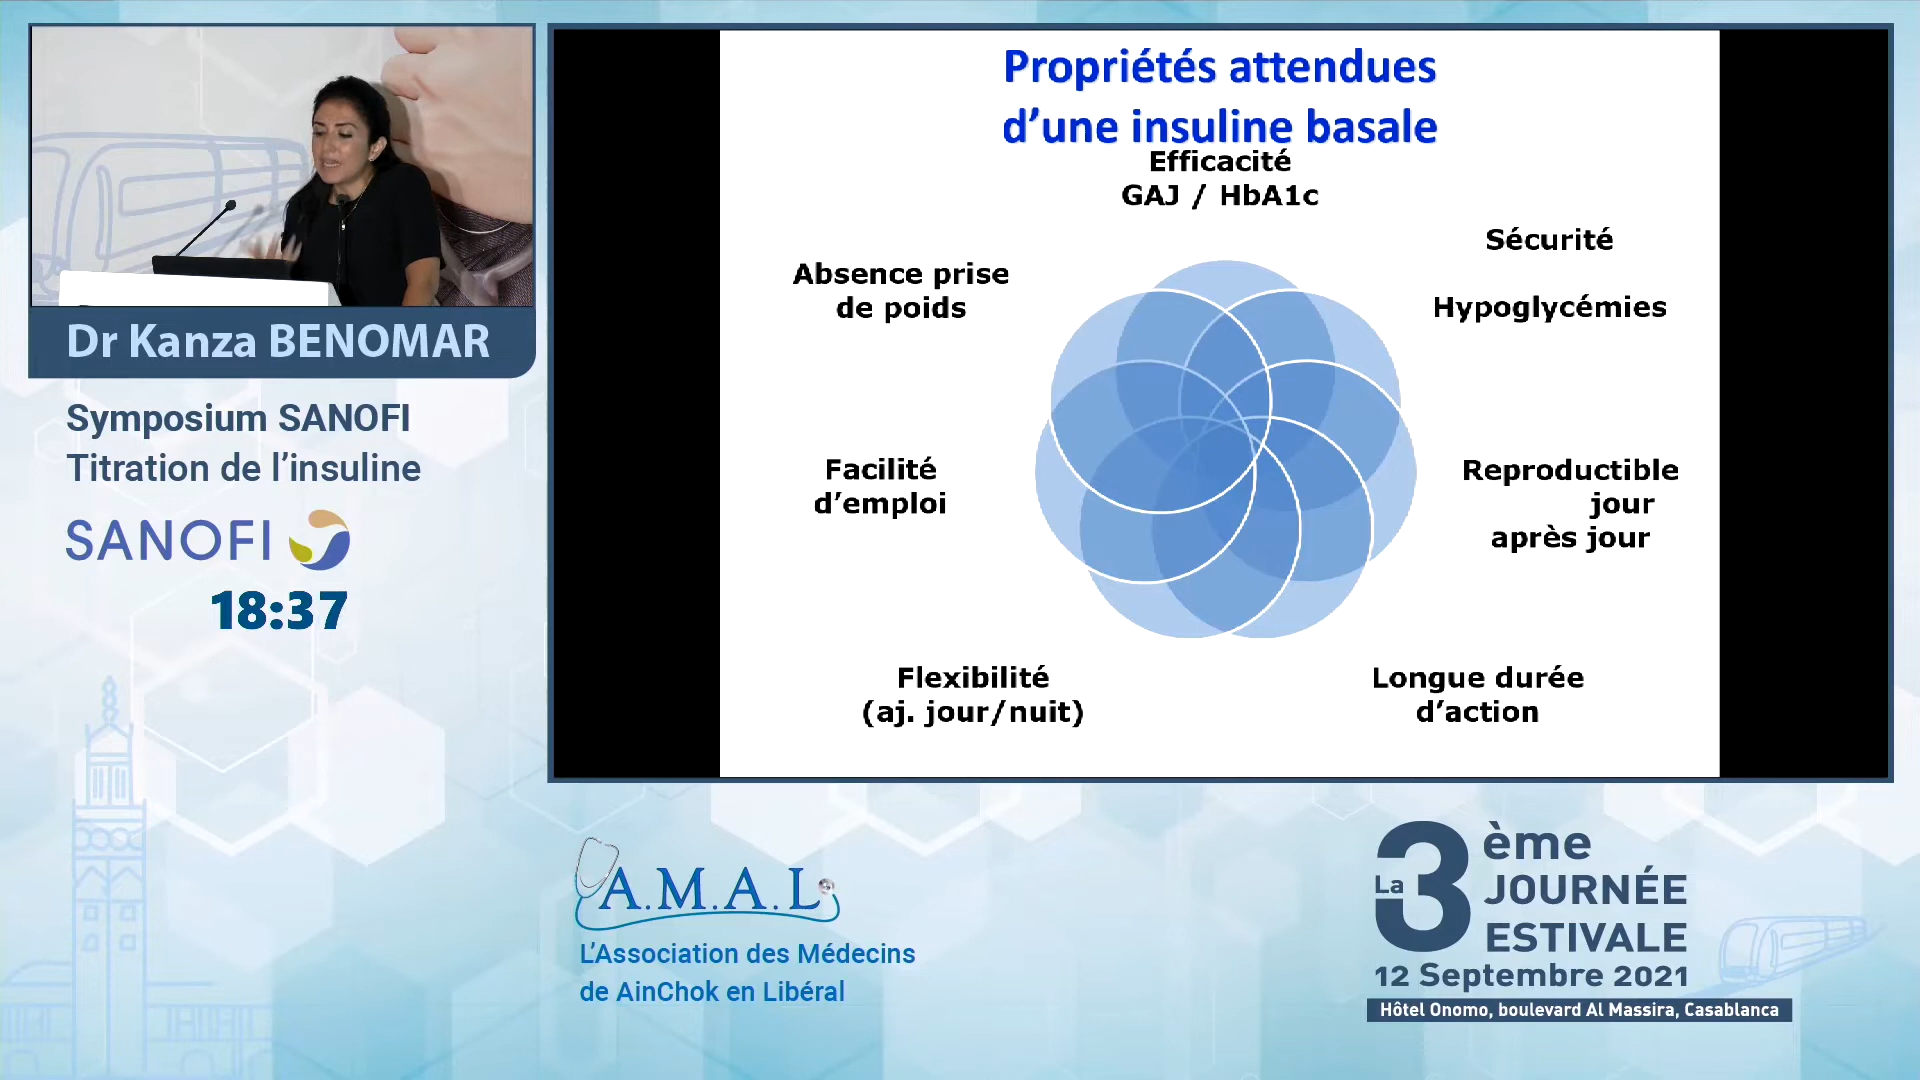 Dr Kanza BENOMAR
Symposium SANOFI
Titration de l’insuline
SANOFI
18:37
Propriétés attendues
d’une insuline basale
Efficacité
GAJ / HbA1c
Sécurité
Hypoglycémies
Absence prise
de poids
Facilité
d’emploi
Reproductible
jour
après jour
Flexibilité
(aj. jour/nuit)
Longue durée
d’action
A.M.A.L
L’Association des Médecins
de AinChok en Libéral
La 3ème
JOURNÉE
ESTIVALE
12 Septembre 2021
Hôtel Onomo, boulevard Al Massira, Casablanca